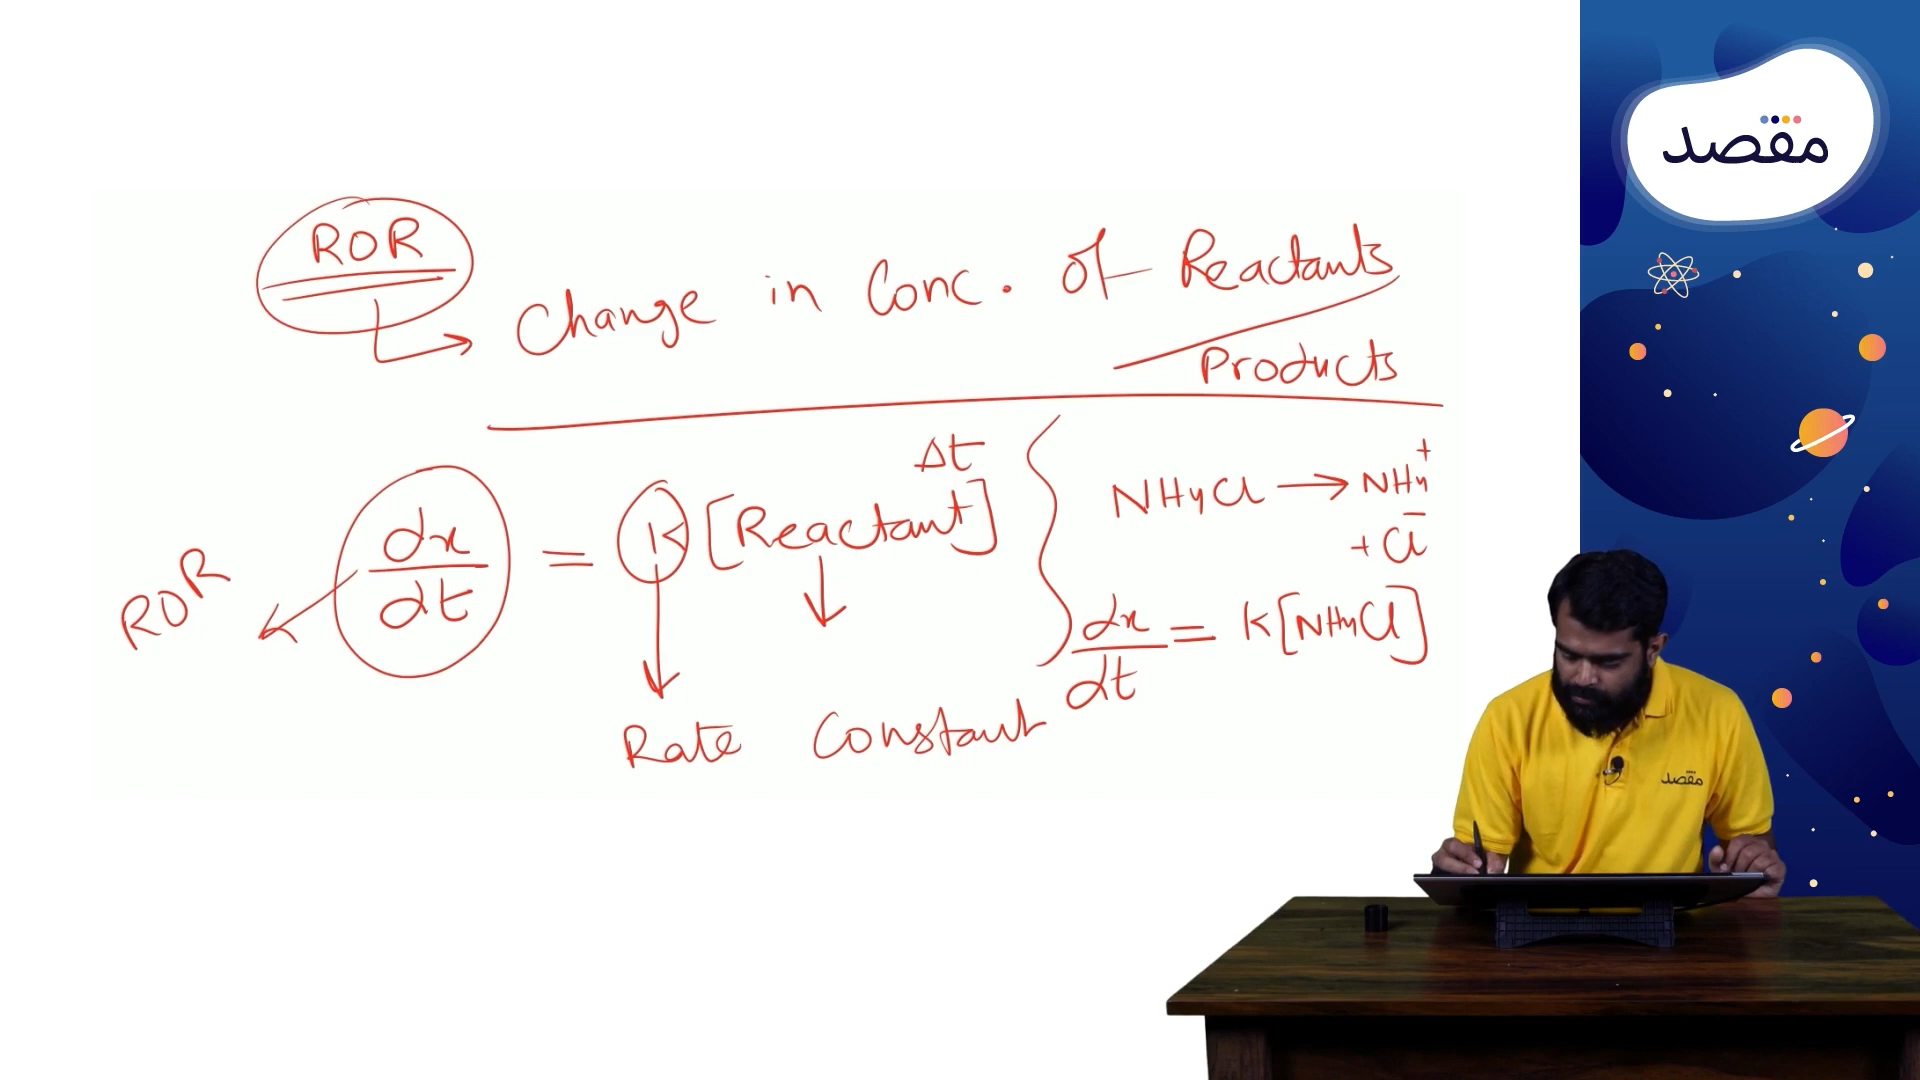 مقصد
ROR
Change in Conc. of Reactants
Products
Δt
ROR
dx/dt = K [Reactant]
Rate Constant
NH4Cl → NH4+
+ Cl−
dx/dt = K[NH4Cl]
مقصد